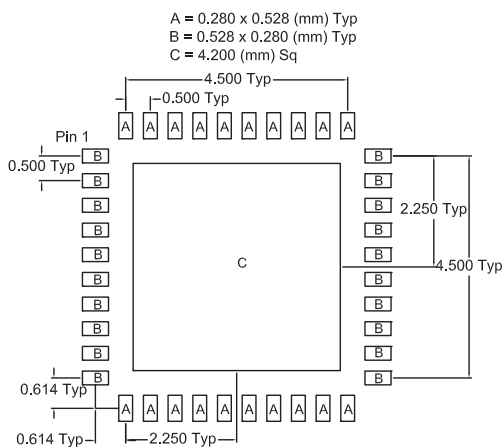 A = 0.280 x 0.528 (mm) Typ
B = 0.528 x 0.280 (mm) Typ
C = 4.200 (mm) Sq
4.500 Typ
0.500 Typ
A A A A A A A A A A
Pin 1
0.500 Typ
B B
B B
B B
2.250 Typ
B B
B B
C
4.500 Typ
B B
B B
B B
B B
B B
0.614 Typ
A A A A A A A A A A
0.614 Typ
2.250 Typ